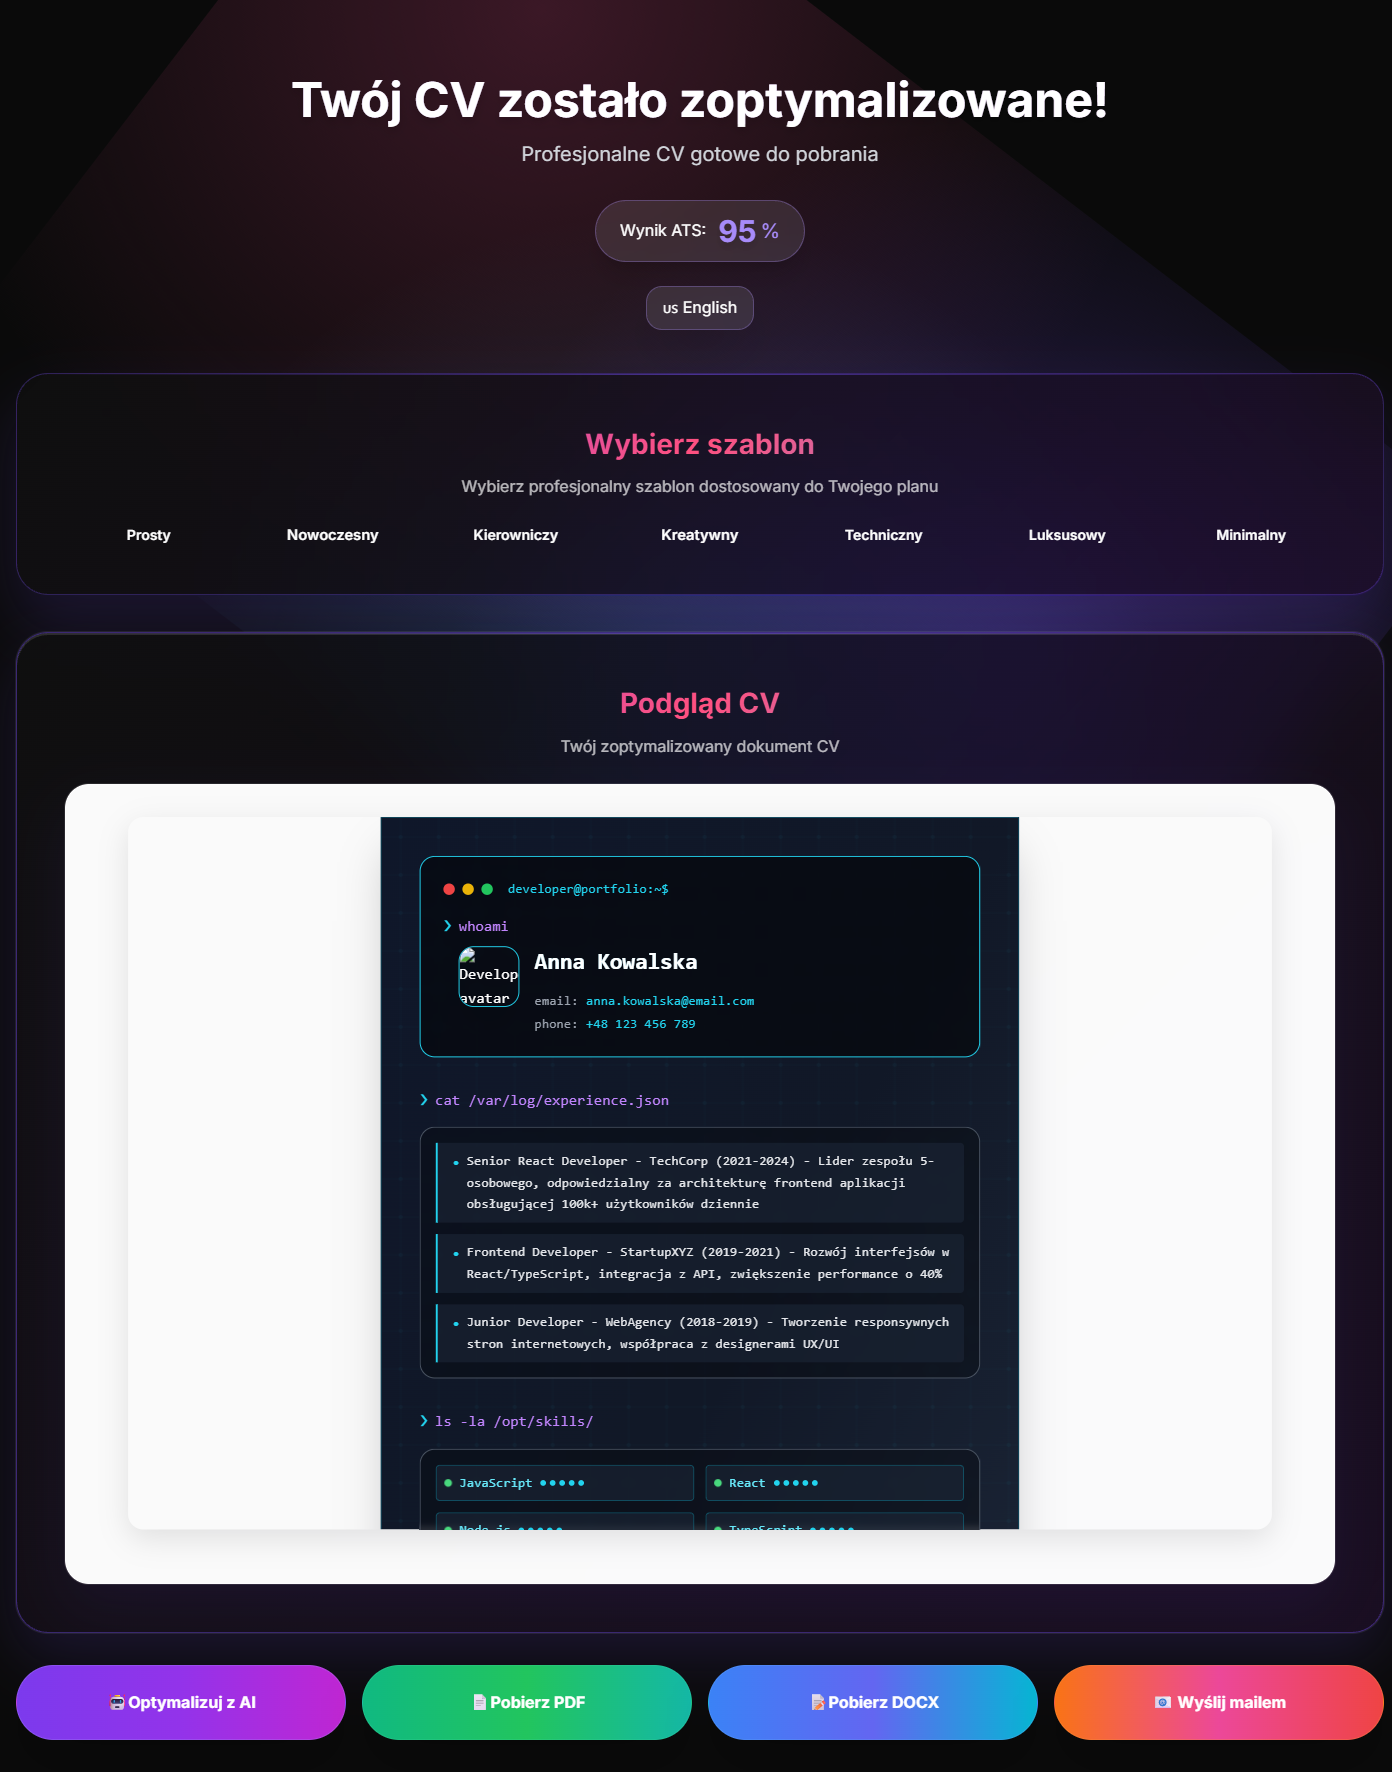 Twój CV zostało zoptymalizowane!
Profesjonalne CV gotowe do pobrania
Wynik ATS: 95 %
US English
Wybierz szablon
Wybierz profesjonalny szablon dostosowany do Twojego planu
Prosty Nowoczesny Kierowniczy Kreatywny Techniczny Luksusowy Minimalny
Podgląd CV
Twój zoptymalizowany dokument CV
developer@portfolio:~$
❯ whoami
Develop
avatar
Anna Kowalska
email: anna.kowalska@email.com
phone: +48 123 456 789
❯ cat /var/log/experience.json
• Senior React Developer - TechCorp (2021-2024) - Lider zespołu 5-
osobowego, odpowiedzialny za architekturę frontend aplikacji
obsługującej 100k+ użytkowników dziennie
• Frontend Developer - StartupXYZ (2019-2021) - Rozwój interfejsów w
React/TypeScript, integracja z API, zwiększenie performance o 40%
• Junior Developer - WebAgency (2018-2019) - Tworzenie responsywnych
stron internetowych, współpraca z designerami UX/UI
❯ ls -la /opt/skills/
JavaScript ●●●●● React ●●●●●
Node.js ●●●●● TypeScript ●●●●●
Optymalizuj z AI Pobierz PDF Pobierz DOCX Wyślij mailem